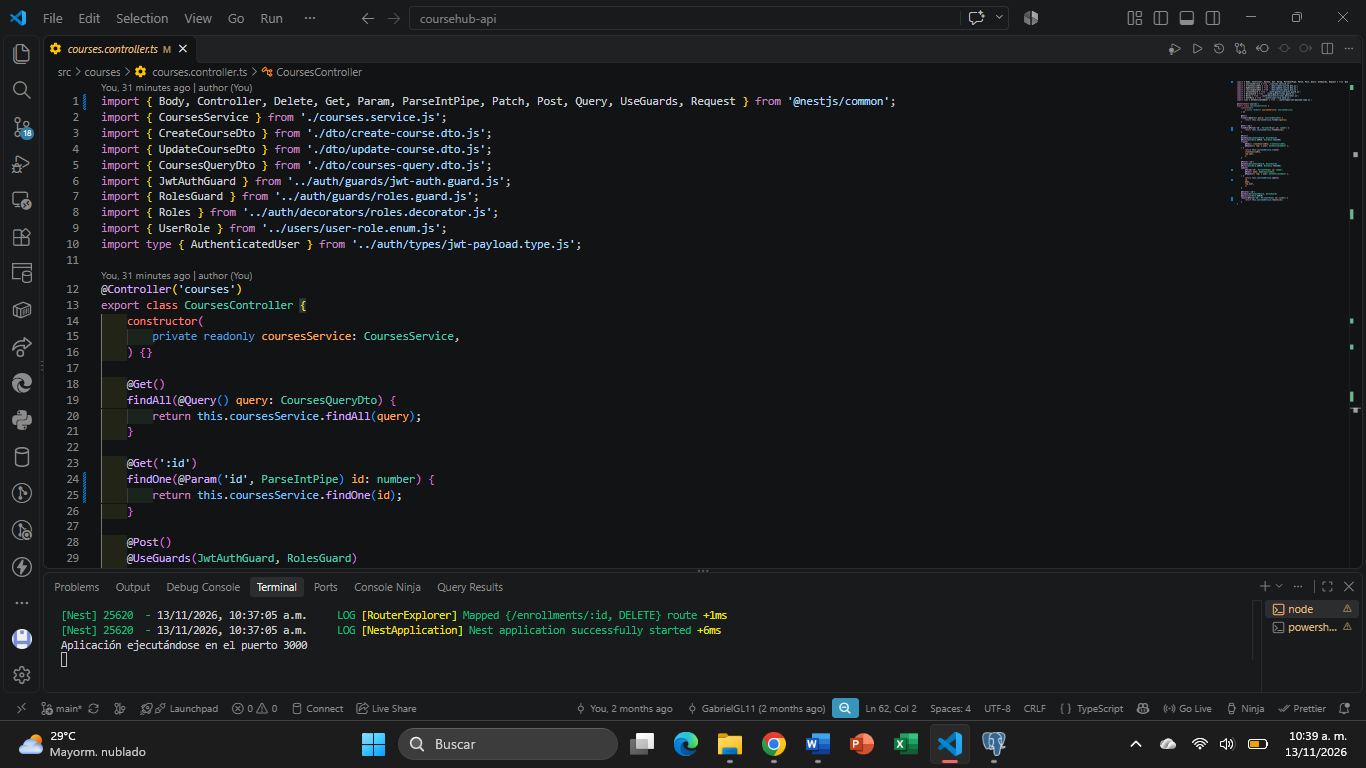 File Edit Selection View Go Run ··· coursehub-api
courses.controller.ts M
src > courses > courses.controller.ts > CoursesController
You, 31 minutes ago | author (You)
1 import { Body, Controller, Delete, Get, Param, ParseIntPipe, Patch, Post, Query, UseGuards, Request } from '@nestjs/common';
2 import { CoursesService } from './courses.service.js';
3 import { CreateCourseDto } from './dto/create-course.dto.js';
4 import { UpdateCourseDto } from './dto/update-course.dto.js';
5 import { CoursesQueryDto } from './dto/courses-query.dto.js';
6 import { JwtAuthGuard } from '../auth/guards/jwt-auth.guard.js';
7 import { RolesGuard } from '../auth/guards/roles.guard.js';
8 import { Roles } from '../auth/decorators/roles.decorator.js';
9 import { UserRole } from '../users/user-role.enum.js';
10 import type { AuthenticatedUser } from '../auth/types/jwt-payload.type.js';
11
You, 31 minutes ago | author (You)
12 @Controller('courses')
13 export class CoursesController {
14 constructor(
15 private readonly coursesService: CoursesService,
16 ) {}
17
18 @Get()
19 findAll(@Query() query: CoursesQueryDto) {
20 return this.coursesService.findAll(query);
21 }
22
23 @Get(':id')
24 findOne(@Param('id', ParseIntPipe) id: number) {
25 return this.coursesService.findOne(id);
26 }
27
28 @Post()
29 @UseGuards(JwtAuthGuard, RolesGuard)
18
Problems Output Debug Console Terminal Ports Console Ninja Query Results
[Nest] 25620 - 13/11/2026, 10:37:05 a.m. LOG [RouterExplorer] Mapped {/enrollments/:id, DELETE} route +1ms
[Nest] 25620 - 13/11/2026, 10:37:05 a.m. LOG [NestApplication] Nest application successfully started +6ms
Aplicación ejecutándose en el puerto 3000
node
powersh...
main* Launchpad 0 0 Connect Live Share You, 2 months ago GabrielGL11 (2 months ago) Ln 62, Col 2 Spaces: 4 UTF-8 CRLF { } TypeScript Go Live Ninja Prettier
29°C
Mayorm. nublado
Buscar
10:39 a. m.
13/11/2026